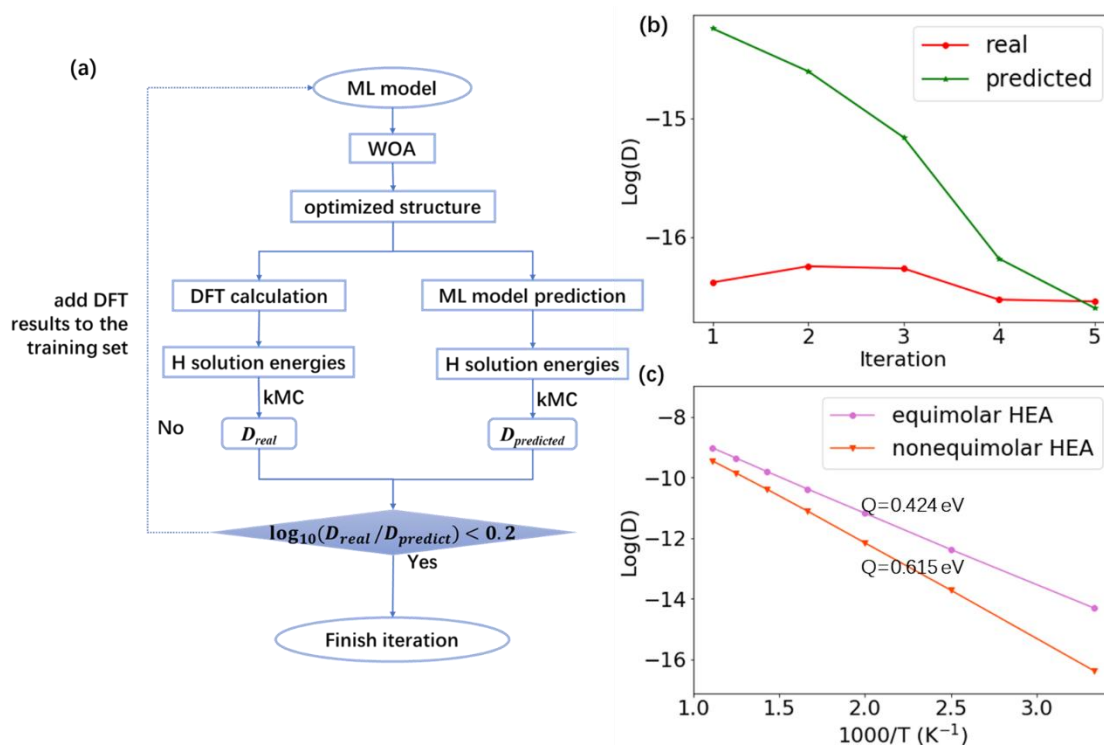 (a)
ML model
WOA
optimized structure
DFT calculation
ML model prediction
add DFT
results to the
training set
H solution energies
H solution energies
kMC
kMC
No
D_real
D_predicted
log₁₀(D_real/D_predict) < 0.2
Yes
Finish iteration
(b)
real
predicted
Log(D)
−15
−16
1 2 3 4 5
Iteration
(c)
equimolar HEA
nonequimolar HEA
Q=0.424 eV
Q=0.615 eV
Log(D)
−8
−10
−12
−14
−16
1.0 1.5 2.0 2.5 3.0
1000/T (K⁻¹)